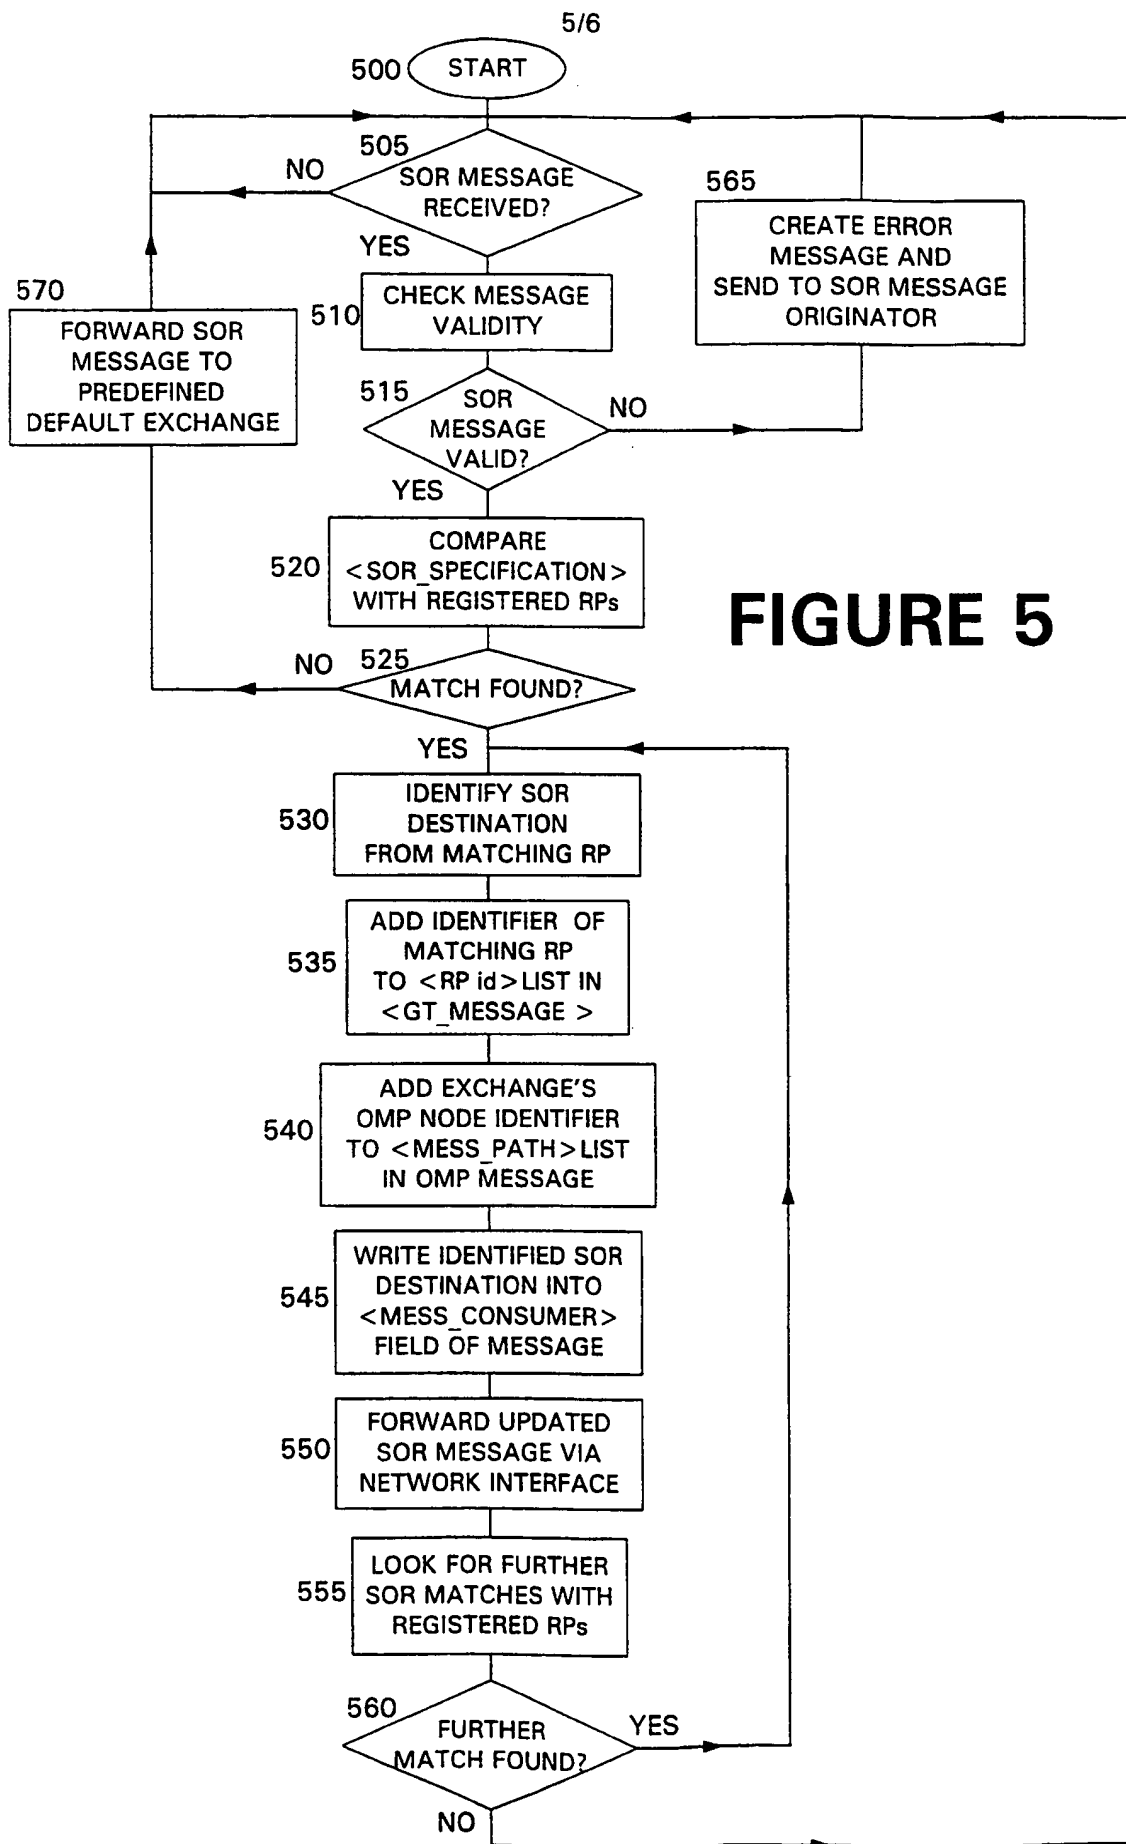 5/6
500
START
505
NO
SOR MESSAGE
RECEIVED?
YES
565
CREATE ERROR
MESSAGE AND
SEND TO SOR MESSAGE
ORIGINATOR
570
FORWARD SOR
MESSAGE TO
PREDEFINED
DEFAULT EXCHANGE
510
CHECK MESSAGE
VALIDITY
515
SOR
MESSAGE
VALID?
NO
YES
520
COMPARE
<SOR_SPECIFICATION>
WITH REGISTERED RPs
FIGURE 5
NO
525
MATCH FOUND?
YES
530
IDENTIFY SOR
DESTINATION
FROM MATCHING RP
535
ADD IDENTIFIER OF
MATCHING RP
TO <RP id> LIST IN
<GT_MESSAGE >
540
ADD EXCHANGE'S
OMP NODE IDENTIFIER
TO <MESS_PATH> LIST
IN OMP MESSAGE
545
WRITE IDENTIFIED SOR
DESTINATION INTO
<MESS_CONSUMER>
FIELD OF MESSAGE
550
FORWARD UPDATED
SOR MESSAGE VIA
NETWORK INTERFACE
555
LOOK FOR FURTHER
SOR MATCHES WITH
REGISTERED RPs
560
FURTHER
MATCH FOUND?
YES
NO